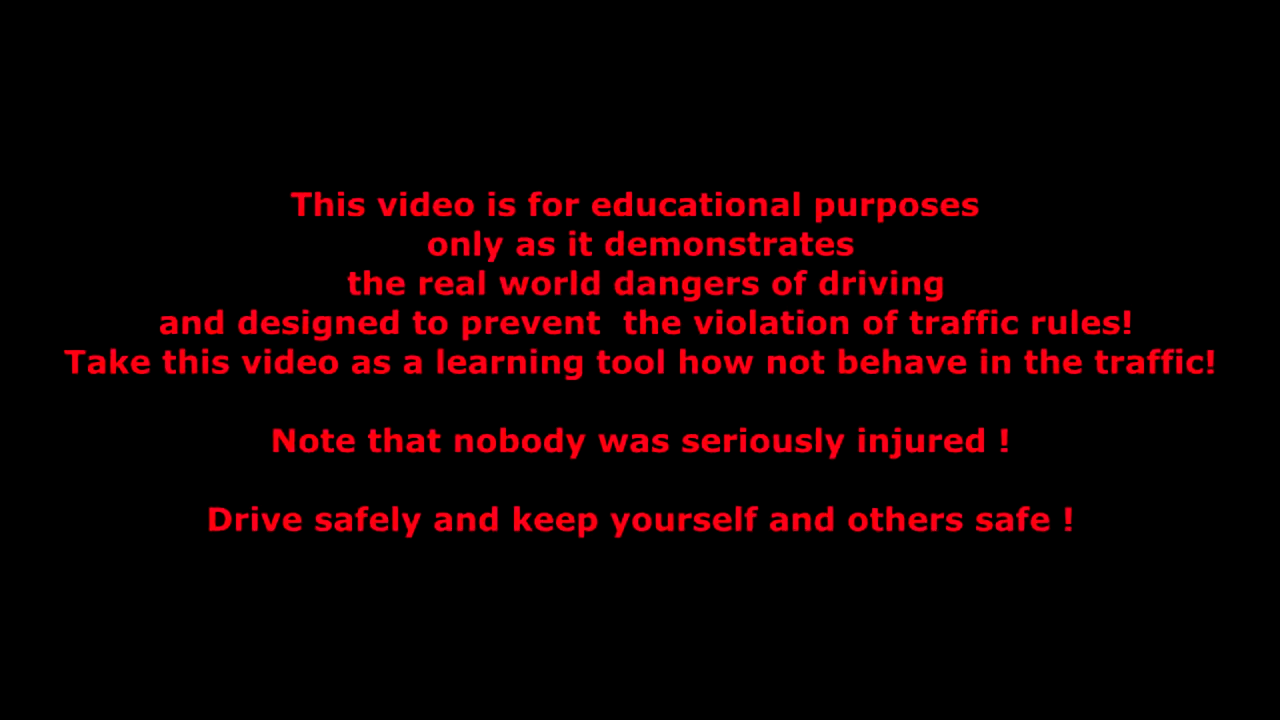 This video is for educational purposes
only as it demonstrates
the real world dangers of driving
and designed to prevent  the violation of traffic rules!
Take this video as a learning tool how not behave in the traffic!
Note that nobody was seriously injured !
Drive safely and keep yourself and others safe !